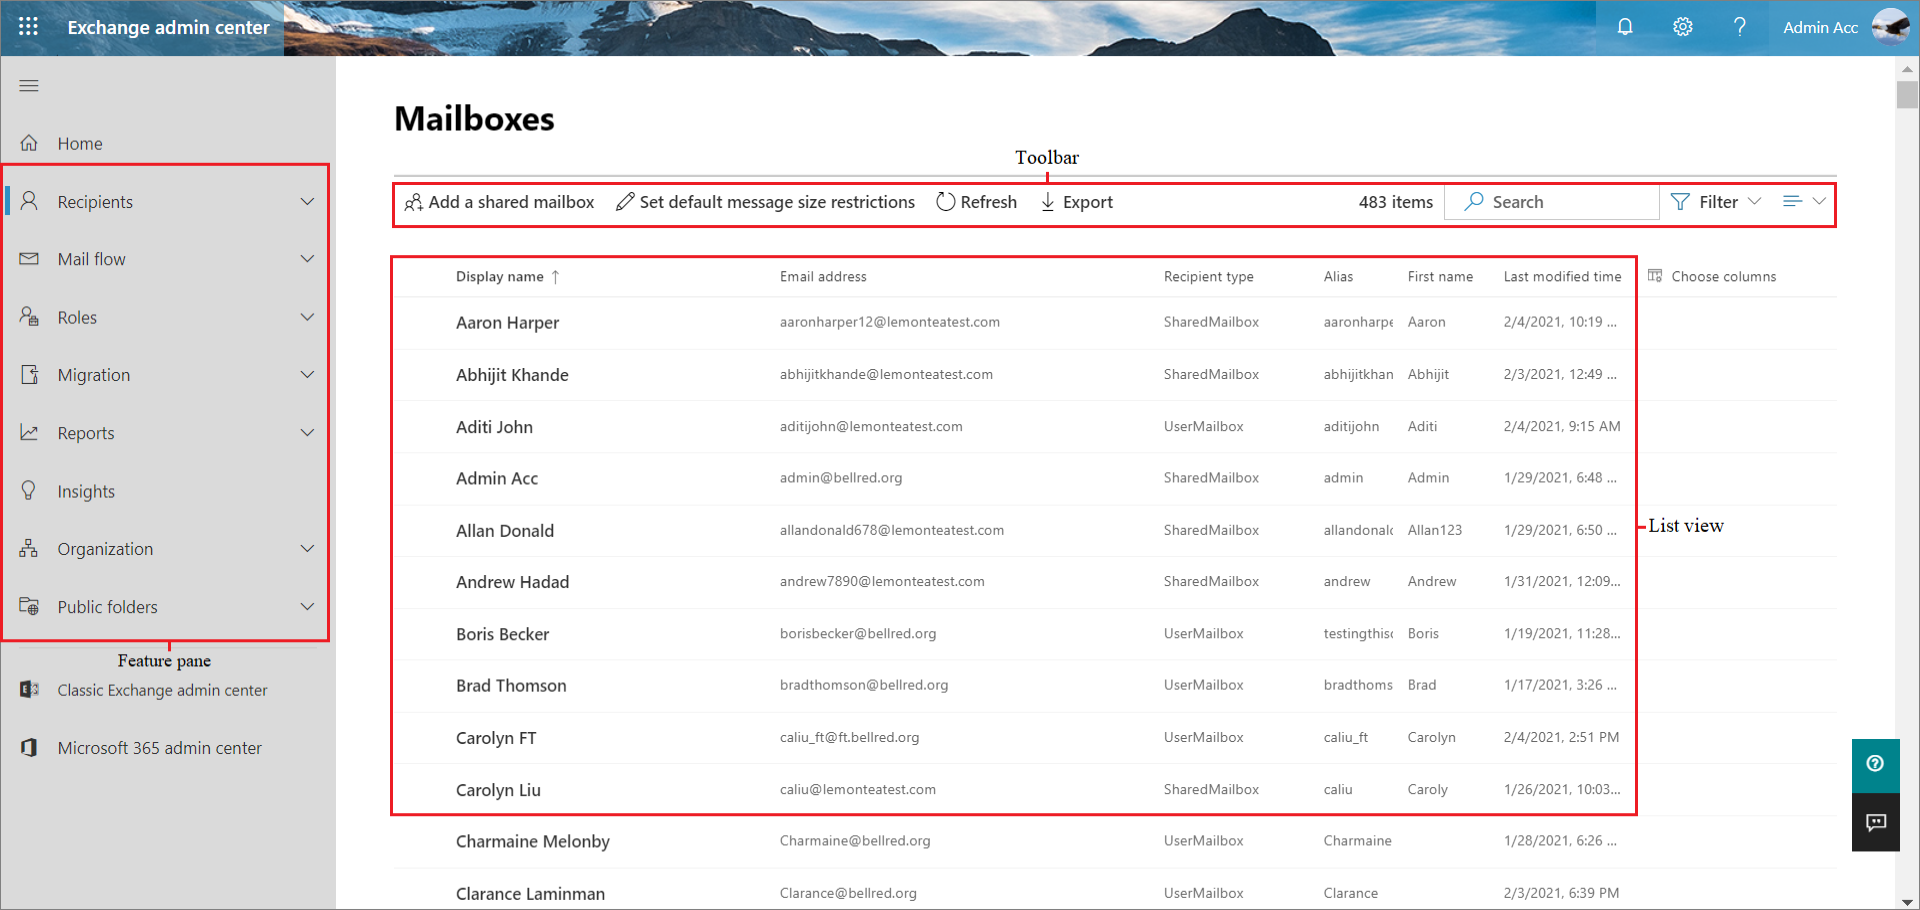 Exchange admin center
Admin Acc
Home
Recipients
Mail flow
Roles
Migration
Reports
Insights
Organization
Public folders
Feature pane
Classic Exchange admin center
Microsoft 365 admin center
Mailboxes
Toolbar
Add a shared mailbox Set default message size restrictions Refresh Export 483 items Search Filter
Display name ↑ Email address Recipient type Alias First name Last modified time Choose columns
Aaron Harper aaronharper12@lemonteatest.com SharedMailbox aaronharpe Aaron 2/4/2021, 10:19 ...
Abhijit Khande abhijitkhande@lemonteatest.com SharedMailbox abhijitkhan Abhijit 2/3/2021, 12:49 ...
Aditi John aditijohn@lemonteatest.com UserMailbox aditijohn Aditi 2/4/2021, 9:15 AM
Admin Acc admin@bellred.org SharedMailbox admin Admin 1/29/2021, 6:48 ...
Allan Donald allandonald678@lemonteatest.com SharedMailbox allandonald Allan123 1/29/2021, 6:50 ...
List view
Andrew Hadad andrew7890@lemonteatest.com SharedMailbox andrew Andrew 1/31/2021, 12:09...
Boris Becker borisbecker@bellred.org UserMailbox testingthisc Boris 1/19/2021, 11:28...
Brad Thomson bradthomson@bellred.org UserMailbox bradthoms Brad 1/17/2021, 3:26 ...
Carolyn FT caliu_ft@ft.bellred.org UserMailbox caliu_ft Carolyn 2/4/2021, 2:51 PM
Carolyn Liu caliu@lemonteatest.com SharedMailbox caliu Caroly 1/26/2021, 10:03...
Charmaine Melonby Charmaine@bellred.org UserMailbox Charmaine 1/28/2021, 6:26 ...
Clarance Laminman Clarance@bellred.org UserMailbox Clarance 2/3/2021, 6:39 PM